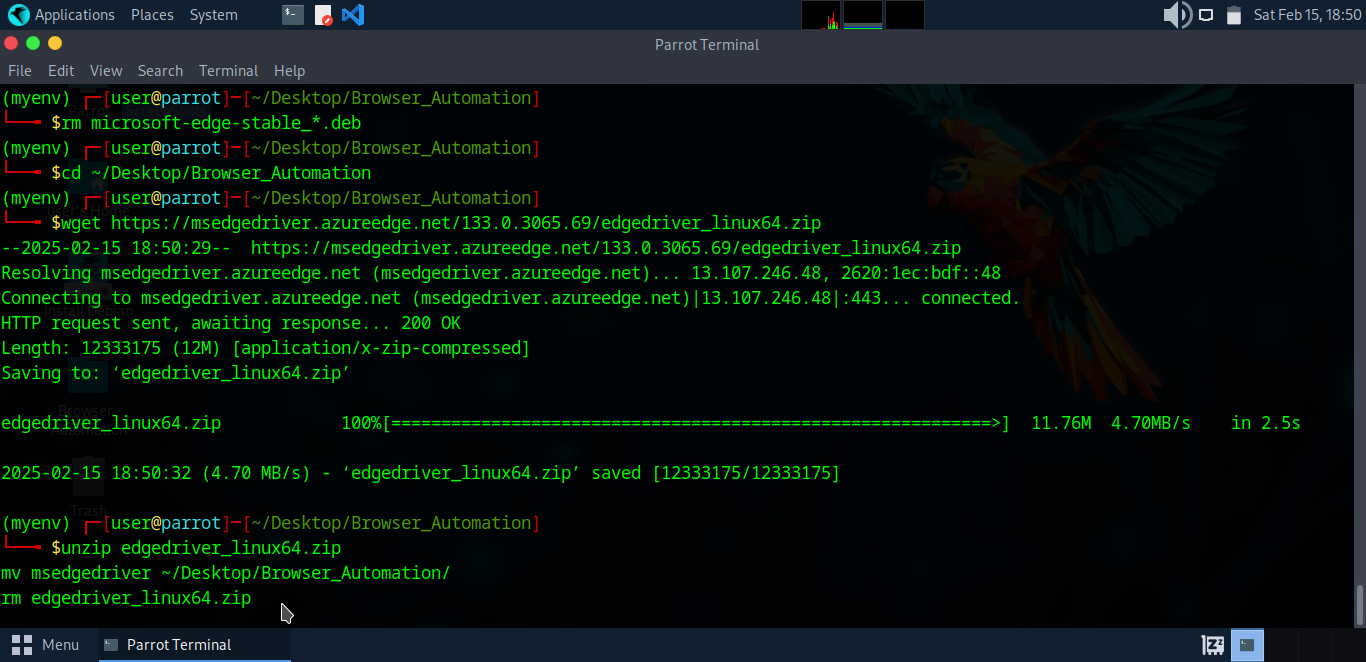 Applications Places System Sat Feb 15, 18:50
Parrot Terminal
File Edit View Search Terminal Help
(myenv) ┌─[user@parrot]─[~/Desktop/Browser_Automation]
└──╼ $rm microsoft-edge-stable_*.deb
(myenv) ┌─[user@parrot]─[~/Desktop/Browser_Automation]
└──╼ $cd ~/Desktop/Browser_Automation
(myenv) ┌─[user@parrot]─[~/Desktop/Browser_Automation]
└──╼ $wget https://msedgedriver.azureedge.net/133.0.3065.69/edgedriver_linux64.zip
--2025-02-15 18:50:29--  https://msedgedriver.azureedge.net/133.0.3065.69/edgedriver_linux64.zip
Resolving msedgedriver.azureedge.net (msedgedriver.azureedge.net)... 13.107.246.48, 2620:1ec:bdf::48
Connecting to msedgedriver.azureedge.net (msedgedriver.azureedge.net)|13.107.246.48|:443... connected.
HTTP request sent, awaiting response... 200 OK
Length: 12333175 (12M) [application/x-zip-compressed]
Saving to: ‘edgedriver_linux64.zip’
edgedriver_linux64.zip 100%[============================================================>] 11.76M 4.70MB/s in 2.5s
2025-02-15 18:50:32 (4.70 MB/s) - ‘edgedriver_linux64.zip’ saved [12333175/12333175]
(myenv) ┌─[user@parrot]─[~/Desktop/Browser_Automation]
└──╼ $unzip edgedriver_linux64.zip
mv msedgedriver ~/Desktop/Browser_Automation/
rm edgedriver_linux64.zip
Install Debian
Browser
Trash
Menu Parrot Terminal